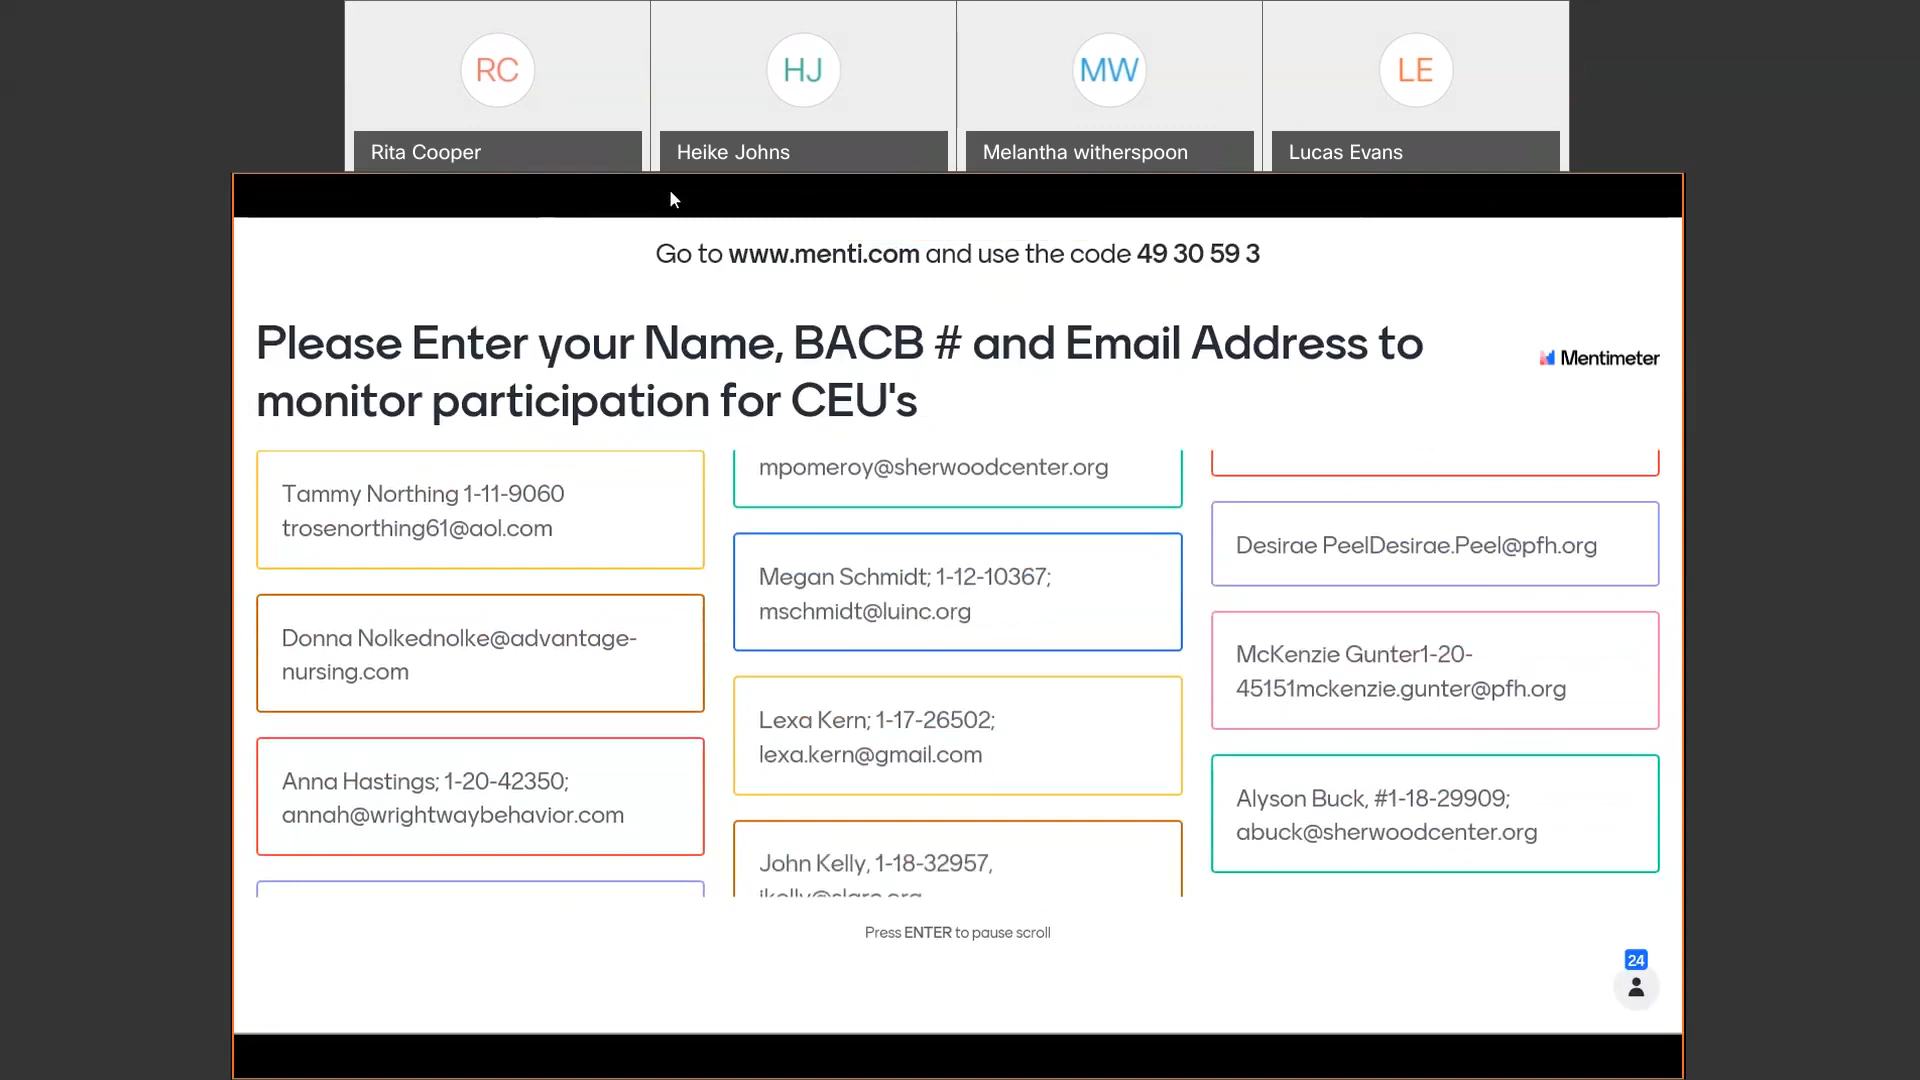 RC
HJ
MW
LE
Rita Cooper
Heike Johns
Melantha witherspoon
Lucas Evans
Go to www.menti.com and use the code 49 30 59 3
Please Enter your Name, BACB # and Email Address to
monitor participation for CEU's
Mentimeter
Tammy Northing 1-11-9060
trosenorthing61@aol.com
Donna Nolkednolke@advantage-
nursing.com
Anna Hastings; 1-20-42350;
annah@wrightwaybehavior.com
mpomeroy@sherwoodcenter.org
Megan Schmidt; 1-12-10367;
mschmidt@luinc.org
Lexa Kern; 1-17-26502;
lexa.kern@gmail.com
John Kelly, 1-18-32957,
Desirae PeelDesirae.Peel@pfh.org
McKenzie Gunter1-20-
45151mckenzie.gunter@pfh.org
Alyson Buck, #1-18-29909;
abuck@sherwoodcenter.org
Press ENTER to pause scroll
24